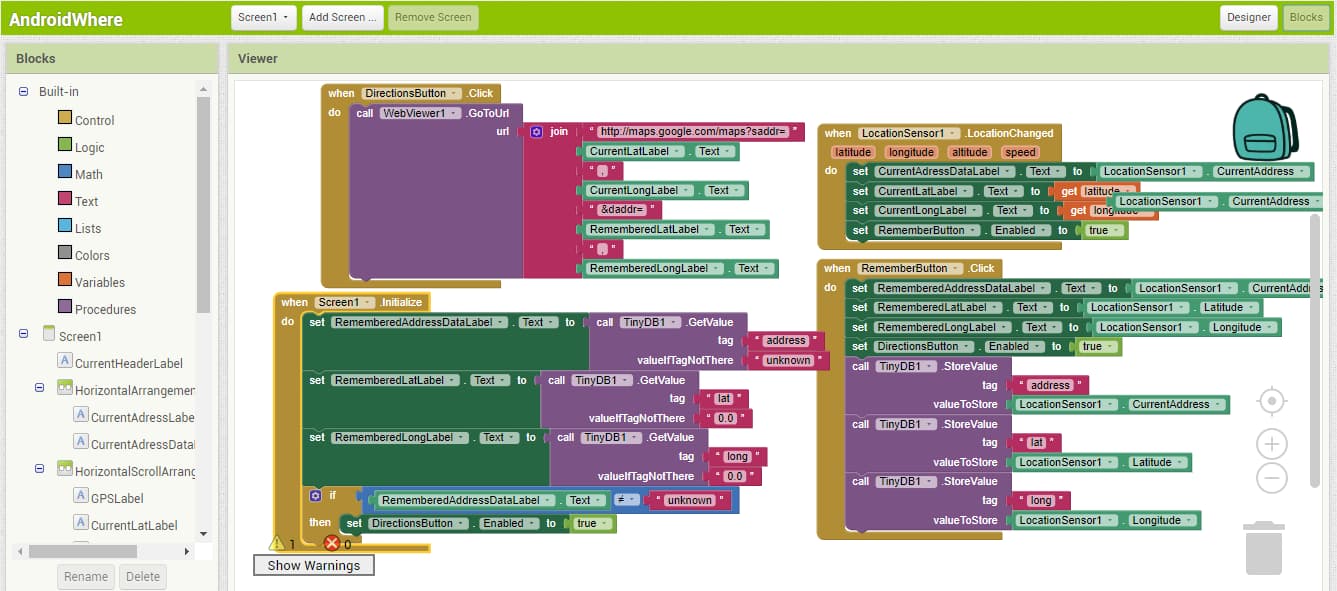 AndroidWhere Screen1 Add Screen ... Remove Screen Designer Blocks
Blocks
Built-in
Control
Logic
Math
Text
Lists
Colors
Variables
Procedures
Screen1
CurrentHeaderLabel
HorizontalArrangemen
CurrentAdressLabe
CurrentAdressDatal
HorizontalScrollArrang
GPSLabel
CurrentLatLabel
Rename Delete
Viewer
when DirectionsButton .Click
do call WebViewer1 .GoToUrl
url join " http://maps.google.com/maps?saddr= "
CurrentLatLabel . Text
" , "
CurrentLongLabel . Text
" &daddr= "
RememberedLatLabel . Text
" , "
RememberedLongLabel . Text
when Screen1 .Initialize
do set RememberedAddressDataLabel . Text to call TinyDB1 .GetValue
tag " address "
valueIfTagNotThere " unknown "
set RememberedLatLabel . Text to call TinyDB1 .GetValue
tag " lat "
valueIfTagNotThere " 0.0 "
set RememberedLongLabel . Text to call TinyDB1 .GetValue
tag " long "
valueIfTagNotThere " 0.0 "
if RememberedAddressDataLabel . Text ≠ " unknown "
then set DirectionsButton . Enabled to true
1 0
Show Warnings
when LocationSensor1 .LocationChanged
latitude longitude altitude speed
do set CurrentAdressDataLabel . Text to LocationSensor1 . CurrentAddress
set CurrentLatLabel . Text to get latitude
LocationSensor1 . CurrentAddress
set CurrentLongLabel . Text to get longitude
set RememberButton . Enabled to true
when RememberButton .Click
do set RememberedAddressDataLabel . Text to LocationSensor1 . CurrentAddre
set RememberedLatLabel . Text to LocationSensor1 . Latitude
set RememberedLongLabel . Text to LocationSensor1 . Longitude
set DirectionsButton . Enabled to true
call TinyDB1 .StoreValue
tag " address "
valueToStore LocationSensor1 . CurrentAddress
call TinyDB1 .StoreValue
tag " lat "
valueToStore LocationSensor1 . Latitude
call TinyDB1 .StoreValue
tag " long "
valueToStore LocationSensor1 . Longitude